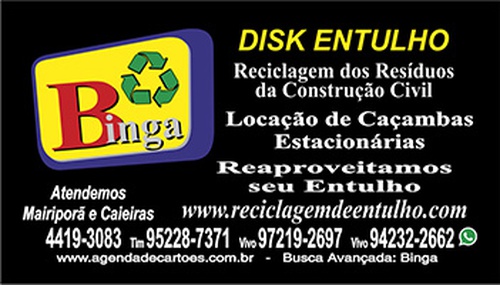 Binga
DISK ENTULHO
Reciclagem dos Resíduos
da Construção Civil
Locação de Caçambas
Estacionárias
Reaproveitamos
seu Entulho
Atendemos
Mairiporã e Caieiras
www.reciclagemdeentulho.com
4419-3083 Tim 95228-7371 Vivo 97219-2697 Vivo 94232-2662
www.agendadecartoes.com.br - Busca Avançada: Binga